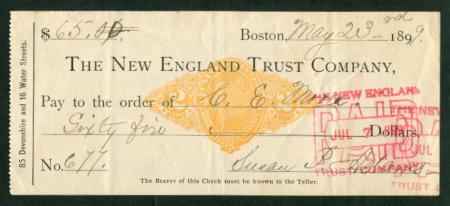 $65.00 Boston, May 23rd 1899.
THE NEW ENGLAND TRUST COMPANY,
Pay to the order of C. E.
Sixty five Dollars,
No. 677. Susan
The Bearer of this Check must be known to the Teller.
85 Devonshire and 16 Water Streets.
NEW ENGLAND
PAID
JUL 7
TRUST COMPANY